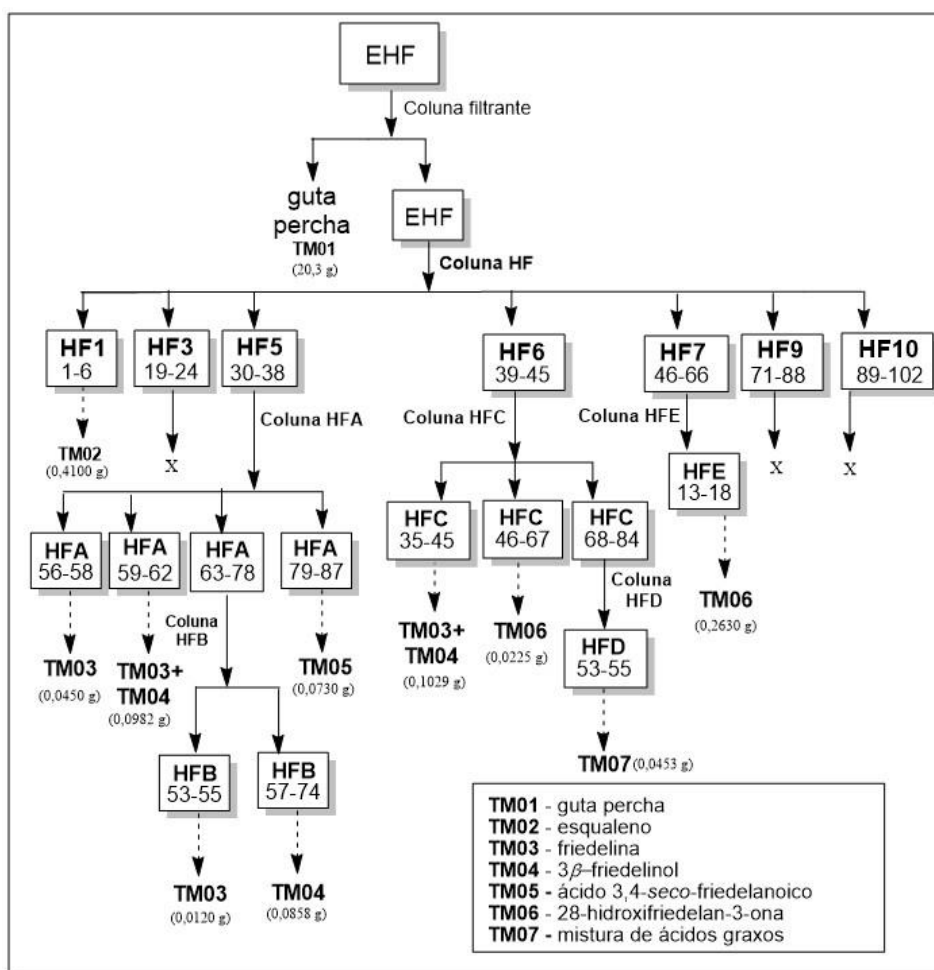 EHF
Coluna filtrante
guta
percha
TM01
(20,3 g)
EHF
Coluna HF
HF1
1-6
HF3
19-24
HF5
30-38
HF6
39-45
HF7
46-66
HF9
71-88
HF10
89-102
Coluna HFA
Coluna HFC
Coluna HFE
TM02
(0,4100 g)
X
X
X
HFE
13-18
HFA
56-58
HFA
59-62
HFA
63-78
HFA
79-87
HFC
35-45
HFC
46-67
HFC
68-84
Coluna
HFB
Coluna
HFD
TM03
(0,0450 g)
TM03+
TM04
(0,0982 g)
TM05
(0,0730 g)
TM03+
TM04
(0,1029 g)
TM06
(0,0225 g)
TM06
(0,2630 g)
HFD
53-55
HFB
53-55
HFB
57-74
TM07 (0,0453 g)
TM03
(0,0120 g)
TM04
(0,0858 g)
TM01 - guta percha
TM02 - esqualeno
TM03 - friedelina
TM04 - 3β–friedelinol
TM05 - ácido 3,4-seco-friedelanoico
TM06 - 28-hidroxifriedelan-3-ona
TM07 - mistura de ácidos graxos